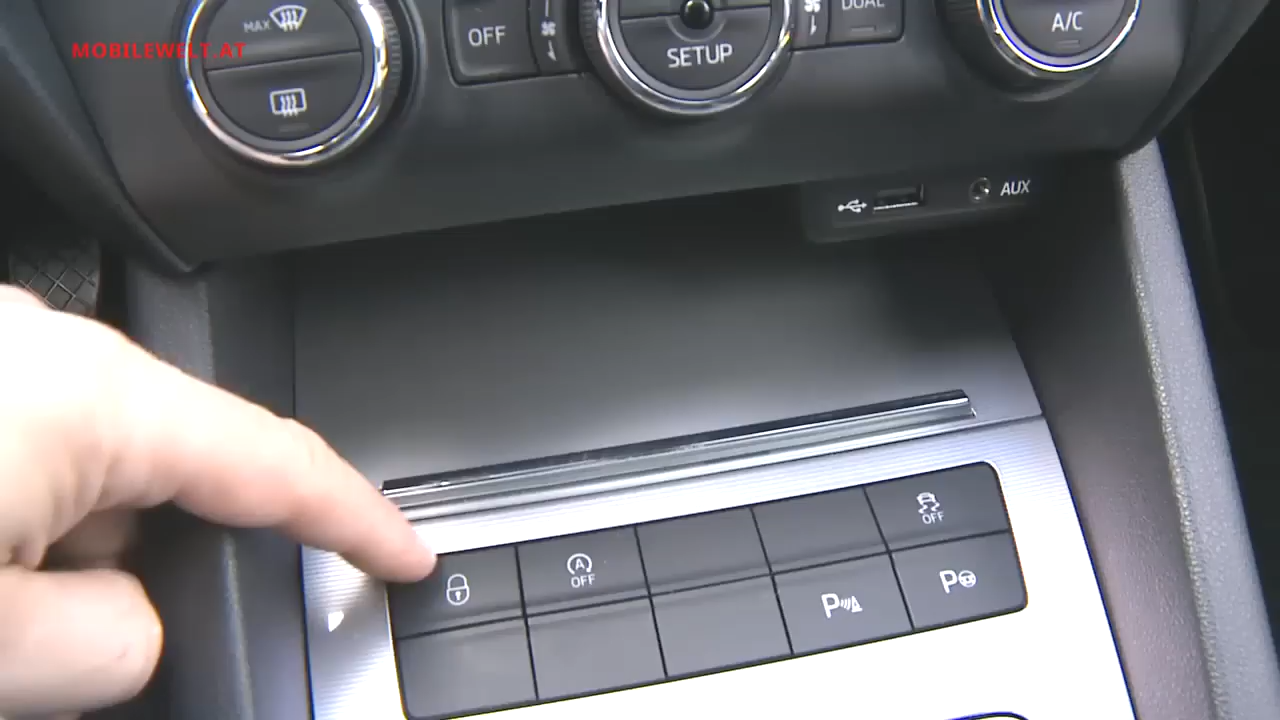 MOBILEWELT.AT
MAX
OFF
SETUP
DUAL
A/C
AUX
A
OFF
OFF
P
P